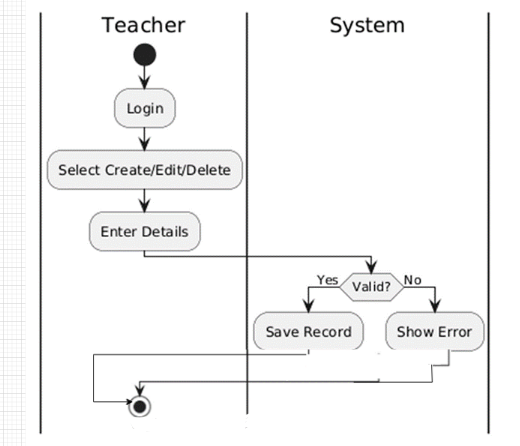 Teacher
System
Login
Select Create/Edit/Delete
Enter Details
Yes
Valid?
No
Save Record
Show Error